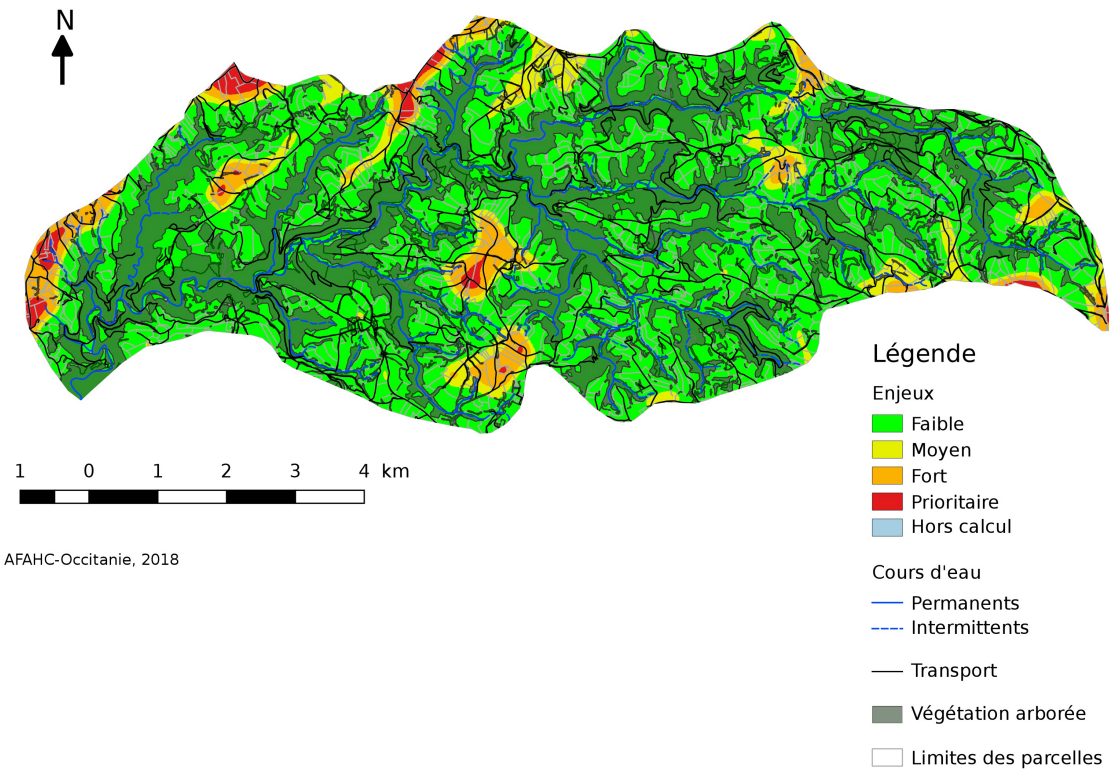 N
Légende
Enjeux
Faible
Moyen
Fort
Prioritaire
Hors calcul
1 0 1 2 3 4 km
AFAHC-Occitanie, 2018
Cours d'eau
Permanents
Intermittents
Transport
Végétation arborée
Limites des parcelles